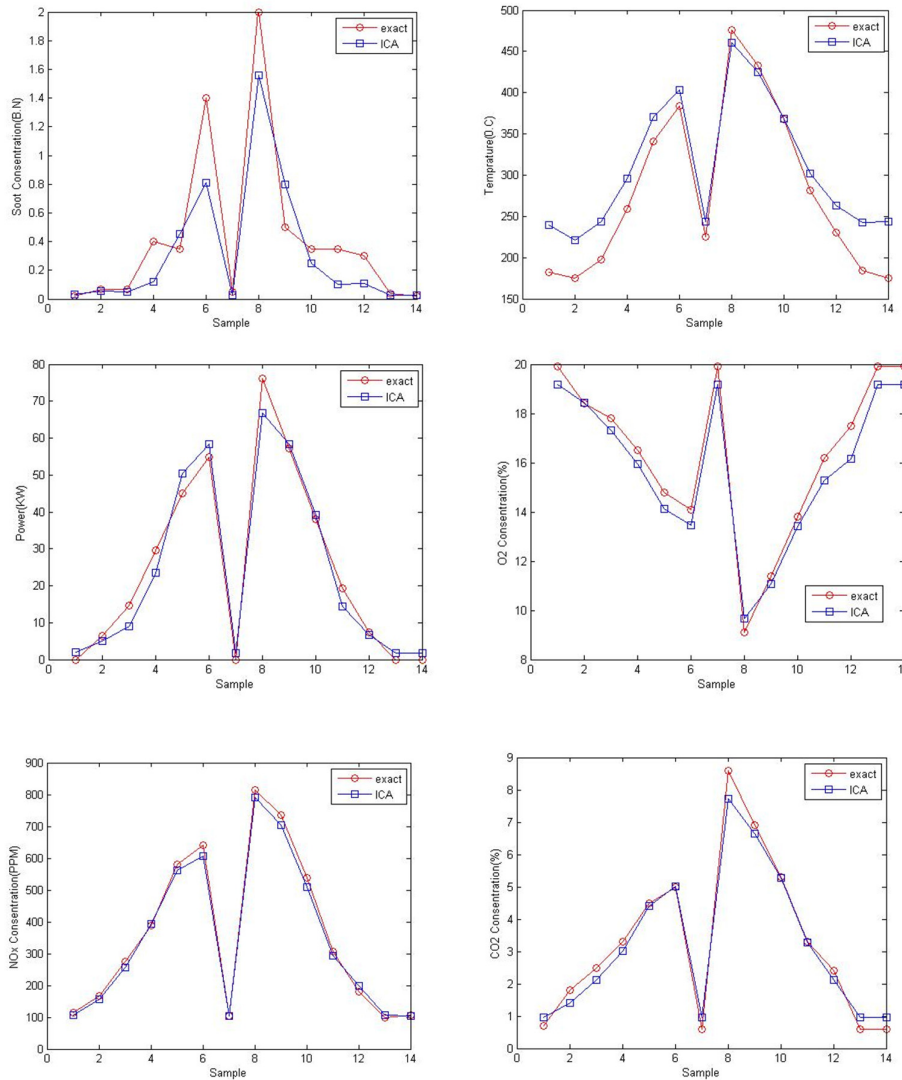 Soot Consentration(B.N)
2
1.8
1.6
1.4
1.2
1
0.8
0.6
0.4
0.2
0
0 2 4 6 8 10 12 14
Sample
exact
ICA
Temprature(0.C)
500
450
400
350
300
250
200
150
0 2 4 6 8 10 12 14
Sample
exact
ICA
Power(KW)
80
70
60
50
40
30
20
10
0
0 2 4 6 8 10 12 14
Sample
exact
ICA
O2 Consentration(%)
20
18
16
14
12
10
8
0 2 4 6 8 10 12 14
Sample
exact
ICA
NOx Consentration(PPM)
900
800
700
600
500
400
300
200
100
0
0 2 4 6 8 10 12 14
Sample
exact
ICA
CO2 Consentration(%)
9
8
7
6
5
4
3
2
1
0
0 2 4 6 8 10 12 14
Sample
exact
ICA